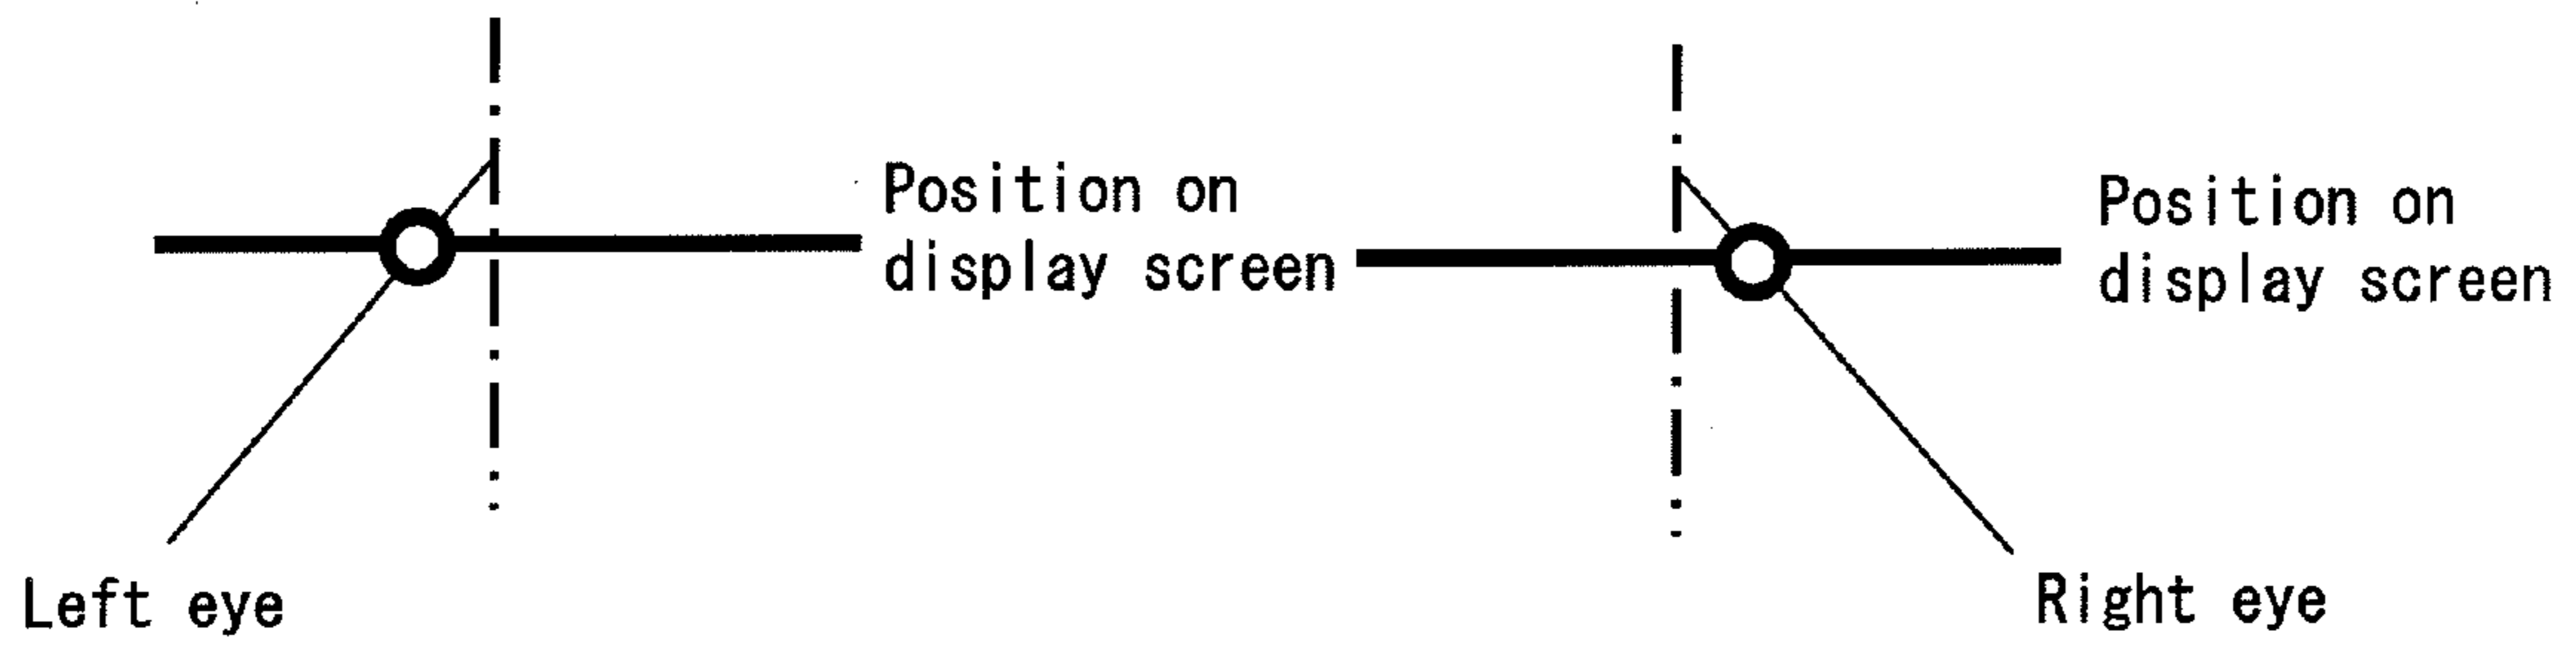 Position on
display screen
Left eye
Position on
display screen
Right eye